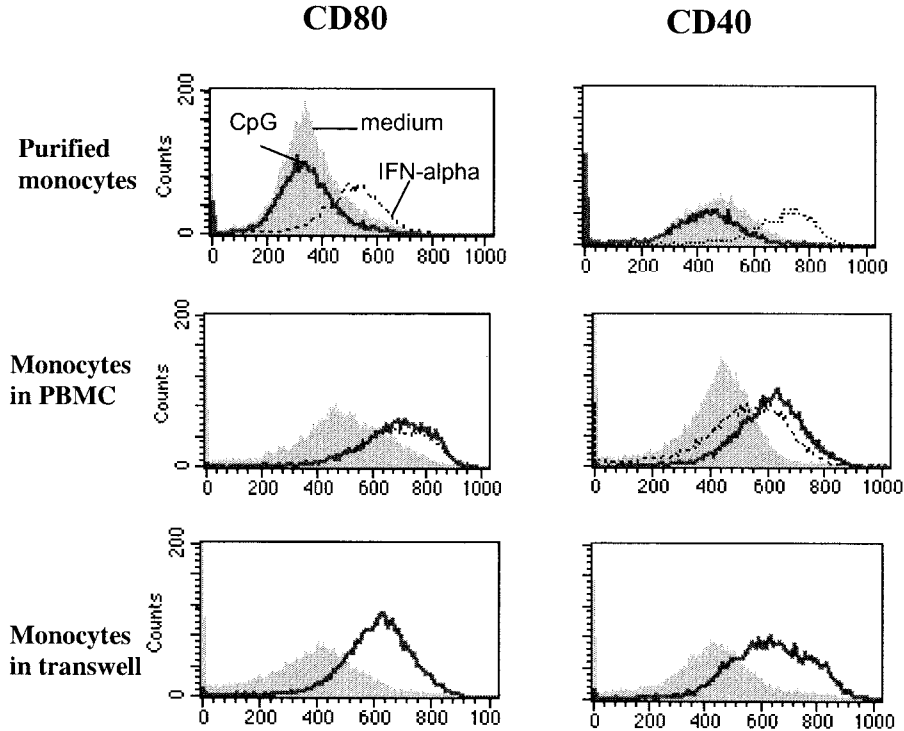 CD80 CD40
Purified
monocytes
Counts
200
0
CpG
medium
IFN-alpha
0 200 400 600 800 1000
0 200 400 600 800 1000
Monocytes
in PBMC
Counts
200
0
0 200 400 600 800 1000
0 200 400 600 800 1000
Monocytes
in transwell
Counts
200
0
0 200 400 600 800 100
0 200 400 600 800 1000